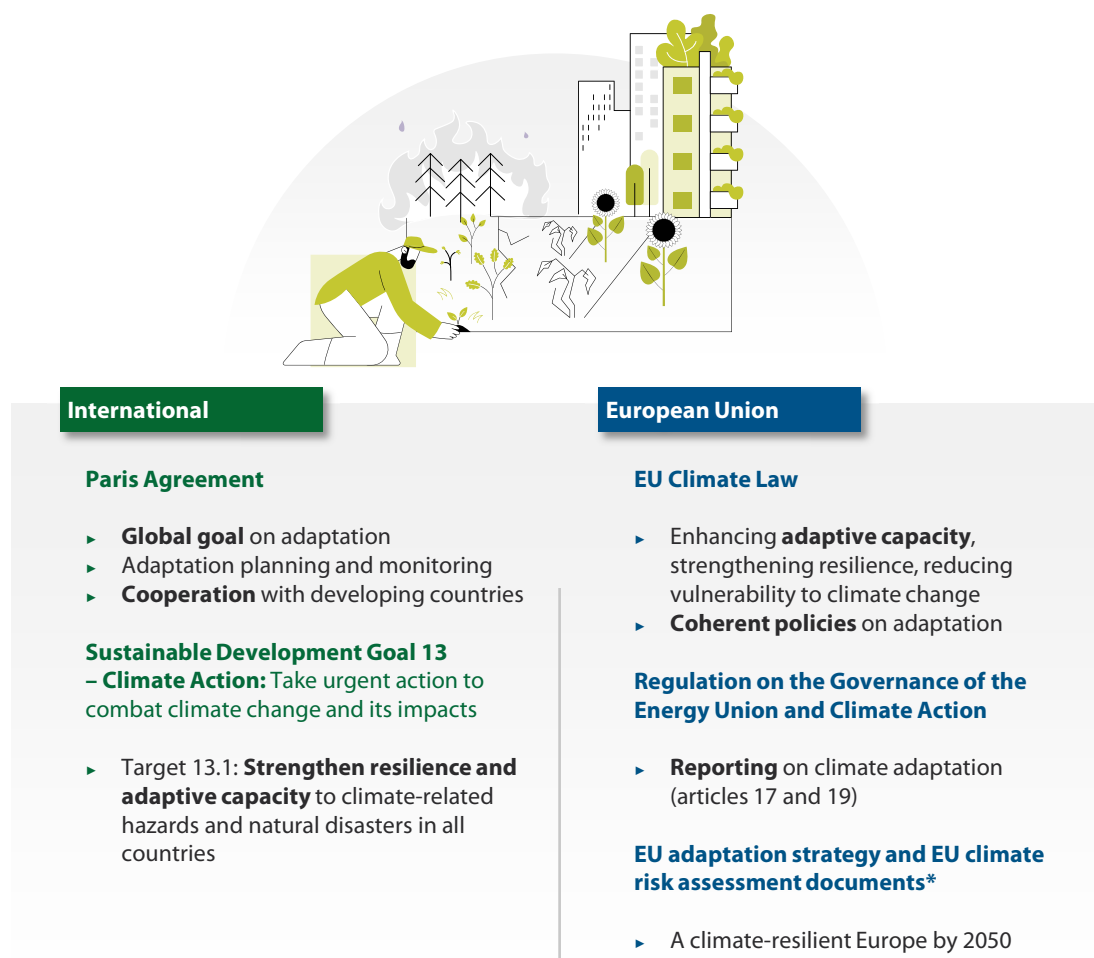 International
Paris Agreement
► Global goal on adaptation
► Adaptation planning and monitoring
► Cooperation with developing countries
Sustainable Development Goal 13
– Climate Action: Take urgent action to
combat climate change and its impacts
► Target 13.1: Strengthen resilience and
adaptive capacity to climate-related
hazards and natural disasters in all
countries
European Union
EU Climate Law
► Enhancing adaptive capacity,
strengthening resilience, reducing
vulnerability to climate change
► Coherent policies on adaptation
Regulation on the Governance of the
Energy Union and Climate Action
► Reporting on climate adaptation
(articles 17 and 19)
EU adaptation strategy and EU climate
risk assessment documents*
► A climate-resilient Europe by 2050